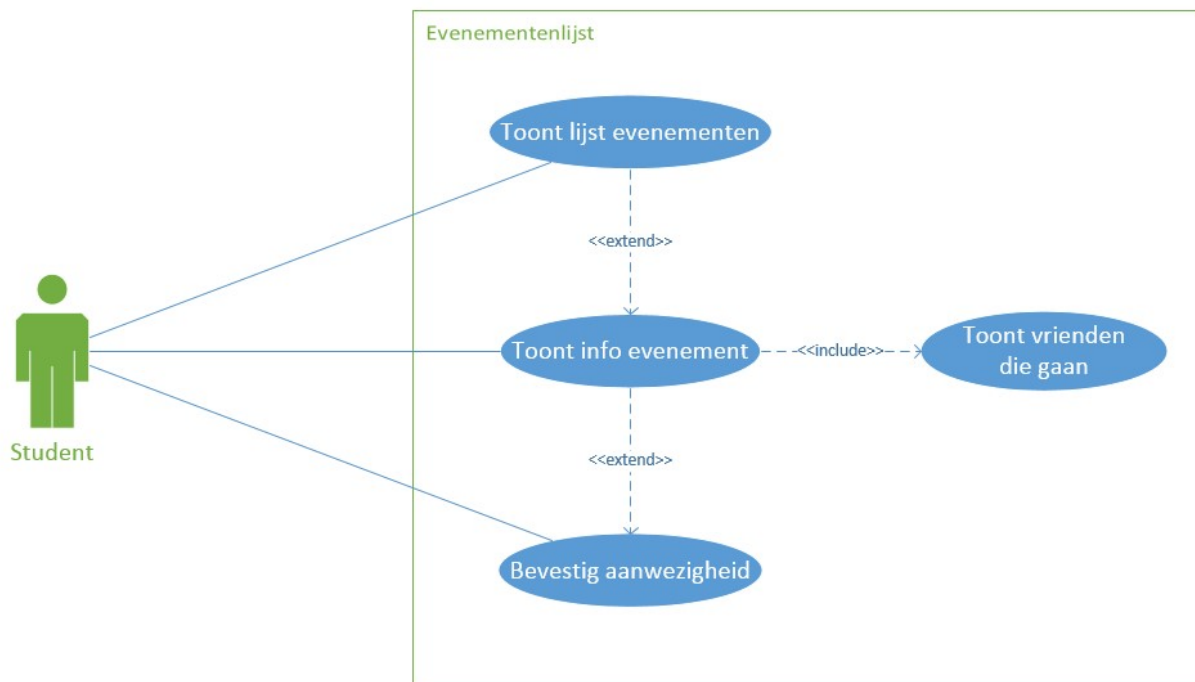 Evenementenlijst
Toont lijst evenementen
<<extend>>
Toont info evenement
<<include>>
Toont vrienden
die gaan
Student
<<extend>>
Bevestig aanwezigheid